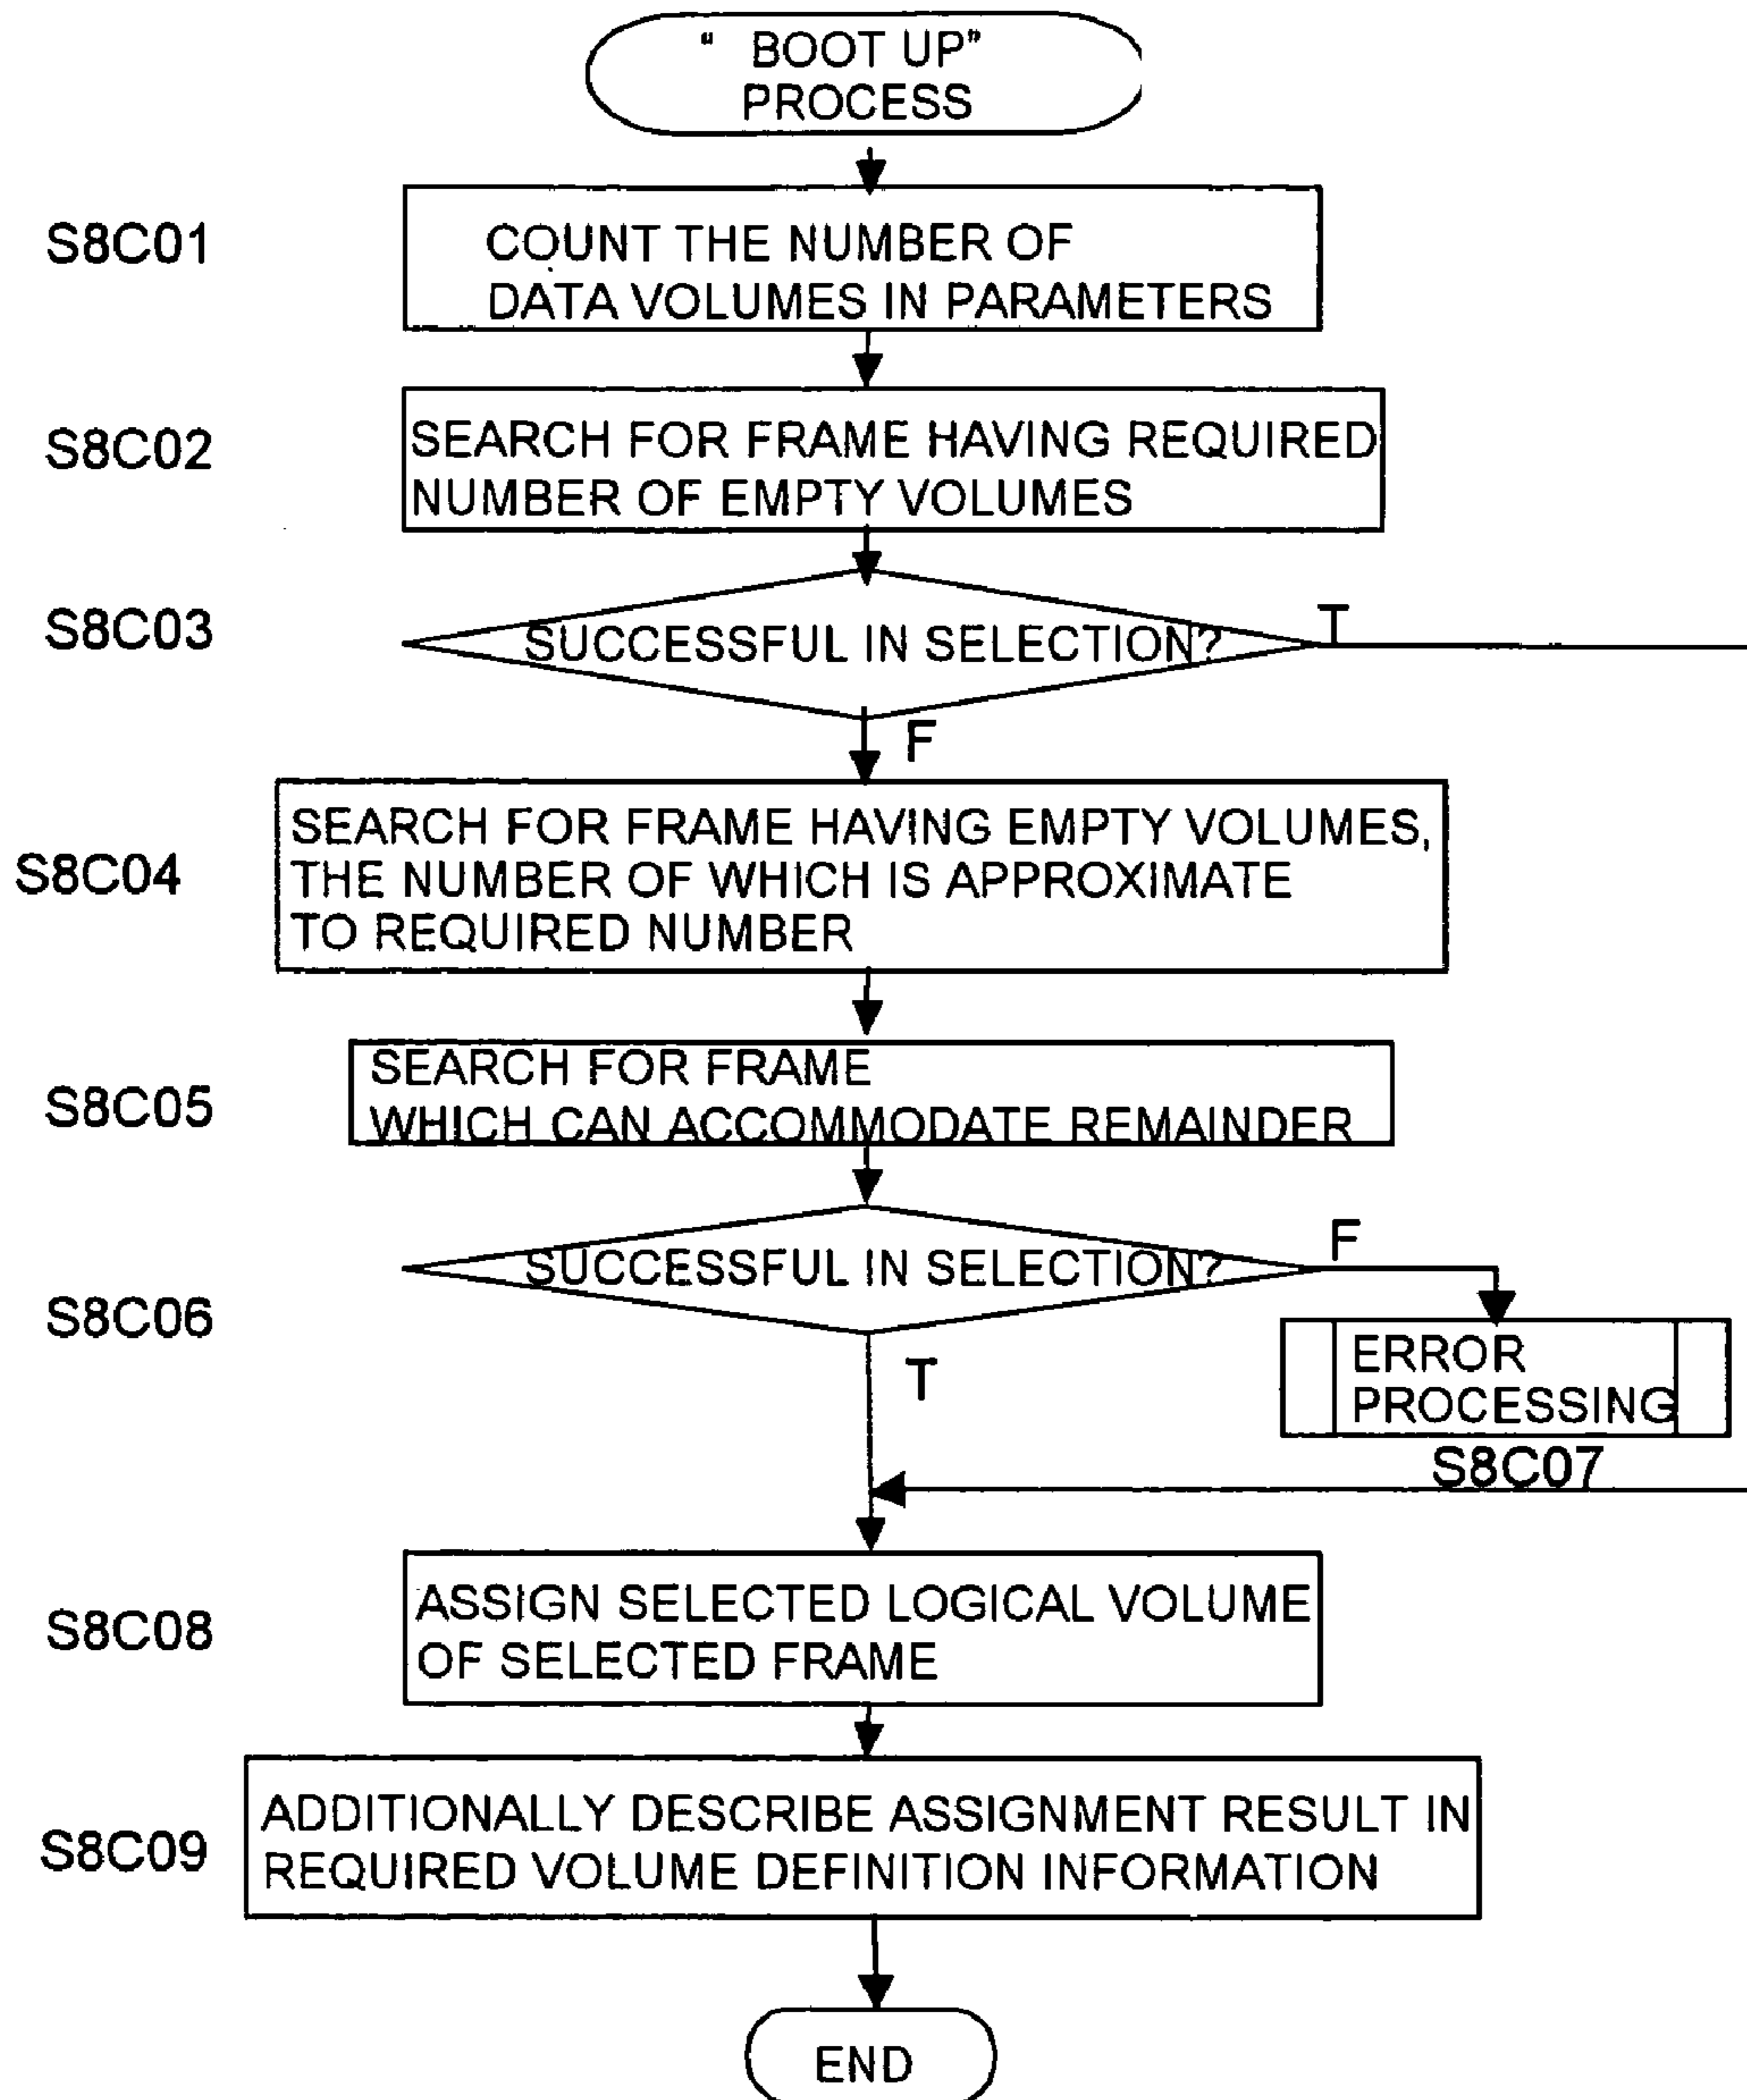 “ BOOT UP”
PROCESS
S8C01
COUNT THE NUMBER OF
DATA VOLUMES IN PARAMETERS
S8C02
SEARCH FOR FRAME HAVING REQUIRED
NUMBER OF EMPTY VOLUMES
S8C03
SUCCESSFUL IN SELECTION?
T
F
S8C04
SEARCH FOR FRAME HAVING EMPTY VOLUMES,
THE NUMBER OF WHICH IS APPROXIMATE
TO REQUIRED NUMBER
S8C05
SEARCH FOR FRAME
WHICH CAN ACCOMMODATE REMAINDER
S8C06
SUCCESSFUL IN SELECTION?
F
T
ERROR
PROCESSING
S8C07
S8C08
ASSIGN SELECTED LOGICAL VOLUME
OF SELECTED FRAME
S8C09
ADDITIONALLY DESCRIBE ASSIGNMENT RESULT IN
REQUIRED VOLUME DEFINITION INFORMATION
END